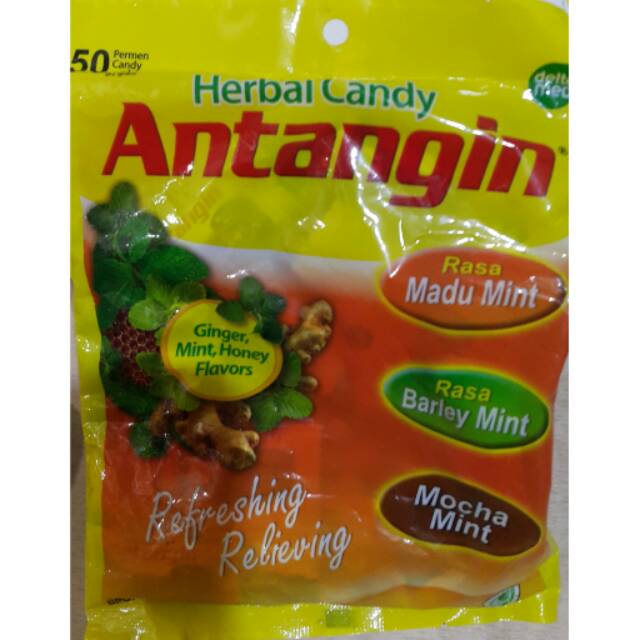 50 Permen
Candy
Herbal Candy
Antangin
Rasa
Madu Mint
Ginger,
Mint, Honey
Flavors
Rasa
Barley Mint
Mocha
Mint
Refreshing
Relieving